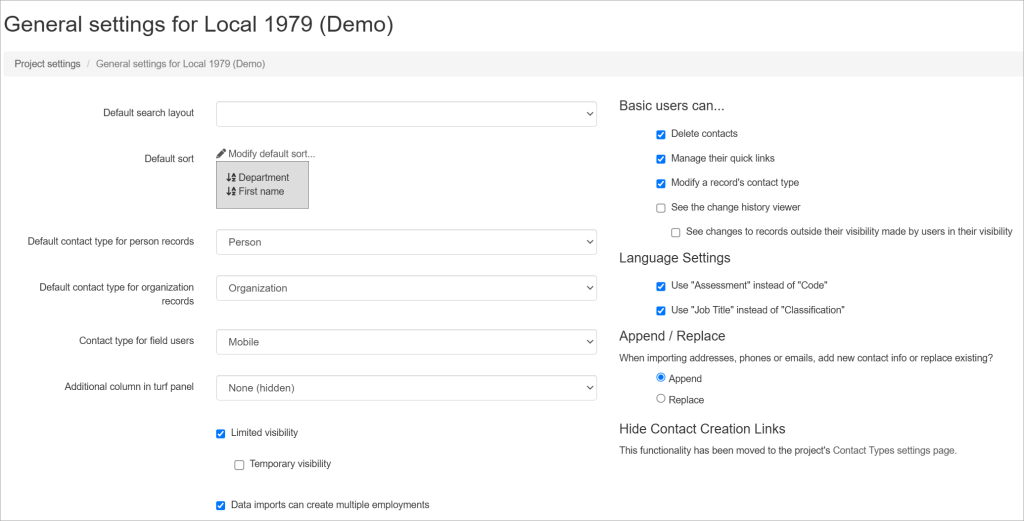 General settings for Local 1979 (Demo)
Project settings / General settings for Local 1979 (Demo)
Default search layout
Default sort
Modify default sort...
Department
First name
Default contact type for person records
Person
Default contact type for organization
records
Organization
Contact type for field users
Mobile
Additional column in turf panel
None (hidden)
Limited visibility
Temporary visibility
Data imports can create multiple employments
Basic users can...
Delete contacts
Manage their quick links
Modify a record's contact type
See the change history viewer
See changes to records outside their visibility made by users in their visibility
Language Settings
Use "Assessment" instead of "Code"
Use "Job Title" instead of "Classification"
Append / Replace
When importing addresses, phones or emails, add new contact info or replace existing?
Append
Replace
Hide Contact Creation Links
This functionality has been moved to the project's Contact Types settings page.